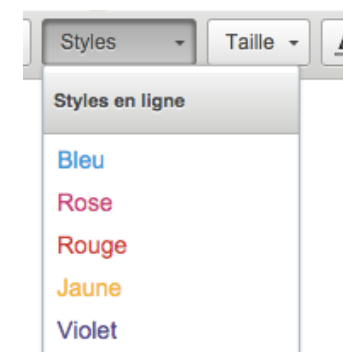 Styles Taille
Styles en ligne
Bleu
Rose
Rouge
Jaune
Violet